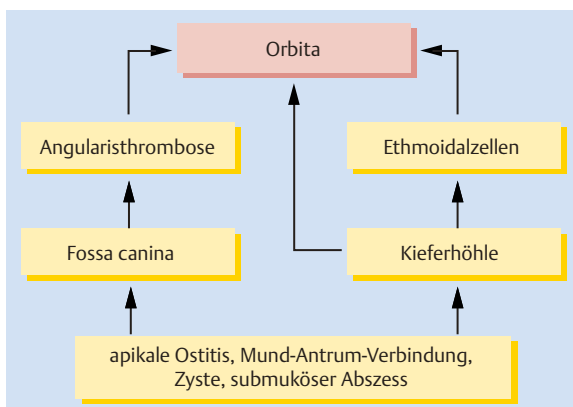 Orbita
Angularisthrombose
Ethmoidalzellen
Fossa canina
Kieferhöhle
apikale Ostitis, Mund-Antrum-Verbindung,
Zyste, submuköser Abszess